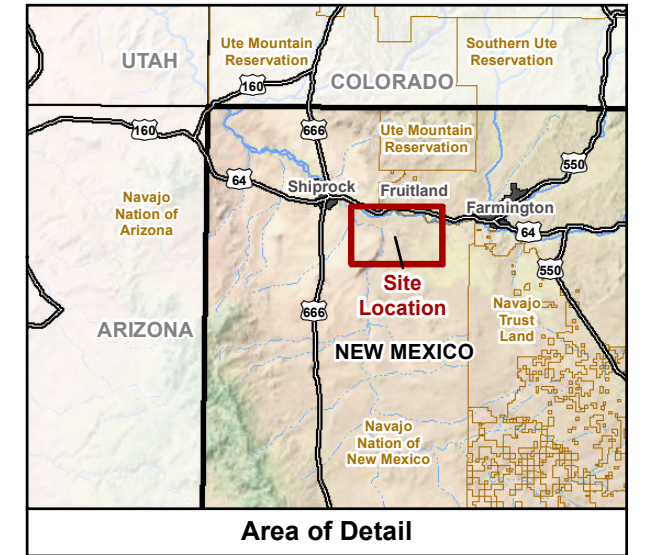 Ute Mountain
Reservation
Southern Ute
Reservation
UTAH
COLORADO
160
160
666
Ute Mountain
Reservation
550
64
Shiprock
Fruitland
Navajo
Nation of
Arizona
Farmington
64
550
Site
Location
Navajo
Trust
Land
666
ARIZONA
NEW MEXICO
Navajo
Nation of
New Mexico
Area of Detail